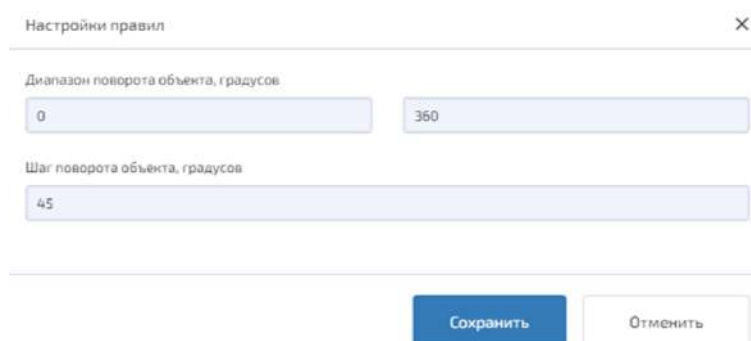 Настройки правил
Диапазон поворота объекта, градусов
0 360
Шаг поворота объекта, градусов
45
Сохранить Отменить